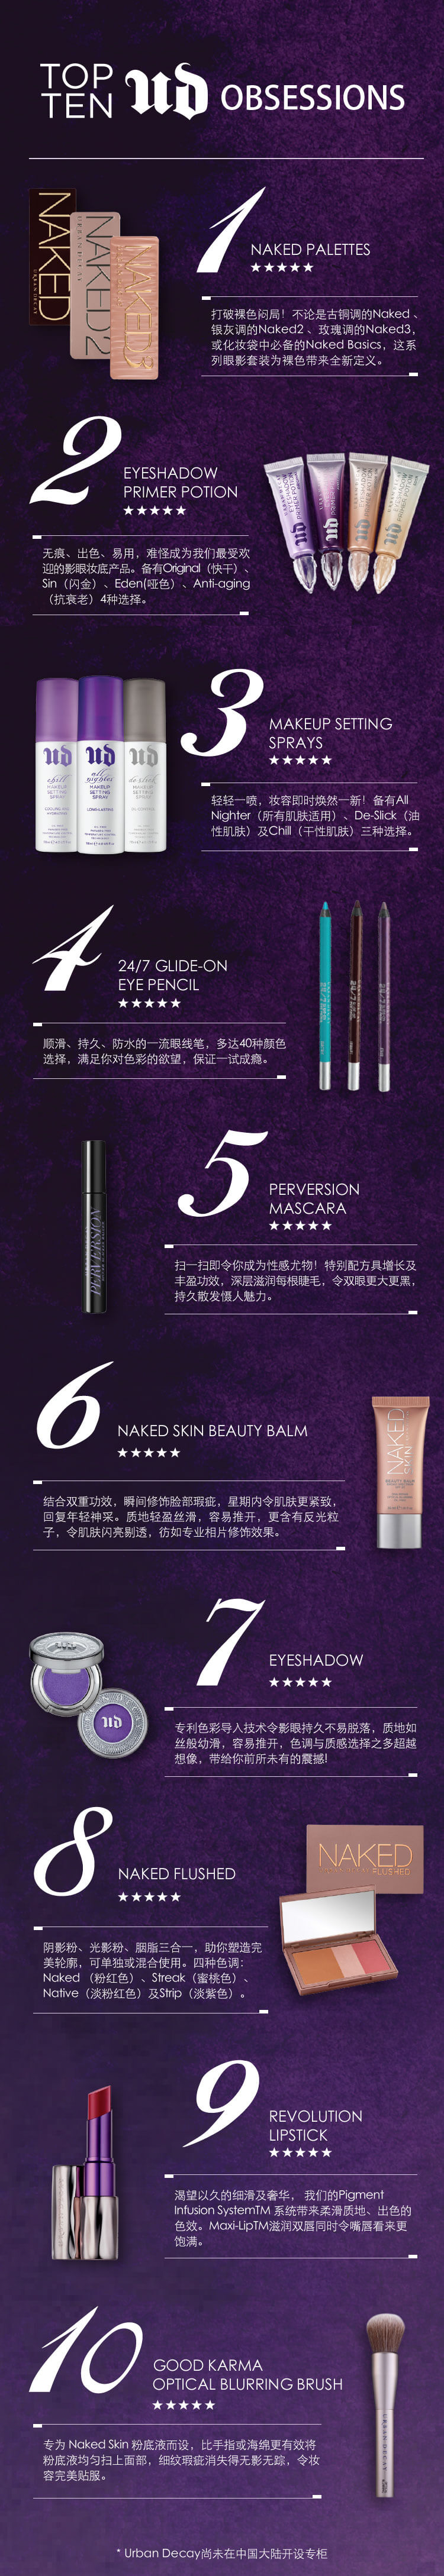 TOP
TEN UD OBSESSIONS
1
NAKED PALETTES
NAKED
NAKED2
NAKED3
打破裸色闷局！不论是古铜调的Naked、
银灰调的Naked2 、玫瑰调的Naked3，
或化妆袋中必备的Naked Basics，这系
列眼影套装为裸色带来全新定义。
2
EYESHADOW
PRIMER POTION
无痕、出色、易用，难怪成为我们最受欢
迎的影眼妆底产品。备有Original（快干）、
Sin（闪金）、Eden(哑色）、Anti-aging
（抗衰老）4种选择。
3
MAKEUP SETTING
SPRAYS
chill
MAKEUP
SETTING
SPRAY
all
nighter
MAKEUP
SETTING
SPRAY
de-slick
MAKEUP
SETTING
SPRAY
轻轻一喷，妆容即时焕然一新！备有All
Nighter（所有肌肤适用）、De-Slick（油
性肌肤）及Chill（干性肌肤）三种选择。
4
24/7 GLIDE-ON
EYE PENCIL
顺滑、持久、防水的一流眼线笔，多达40种颜色
选择，满足你对色彩的欲望，保证一试成瘾。
5
PERVERSION
MASCARA
PERVERSION
扫一扫即令你成为性感尤物！特别配方具增长及
丰盈功效，深层滋润每根睫毛，令双眼更大更黑，
持久散发慑人魅力。
6
NAKED SKIN BEAUTY BALM
NAKED
SKIN
结合双重功效，瞬间修饰脸部瑕疵，星期内令肌肤更紧致，
回复年轻神采。质地轻盈丝滑，容易推开，更含有反光粒
子，令肌肤闪亮剔透，彷如专业相片修饰效果。
7
EYESHADOW
专利色彩导入技术令影眼持久不易脱落，质地如
丝般幼滑，容易推开，色调与质感选择之多超越
想像，带给你前所未有的震撼!
8
NAKED FLUSHED
NAKED
FLUSHED
阴影粉、光影粉、胭脂三合一，助你塑造完
美轮廓，可单独或混合使用。四种色调：
Naked （粉红色）、Streak（蜜桃色）、
Native（淡粉红色）及Strip（淡紫色）。
9
REVOLUTION
LIPSTICK
渴望以久的细滑及奢华， 我们的Pigment
Infusion SystemTM 系统带来柔滑质地、出色的
色效。Maxi-LipTM滋润双唇同时令嘴唇看来更
饱满。
10
GOOD KARMA
OPTICAL BLURRING BRUSH
URBAN DECAY
专为 Naked Skin 粉底液而设，比手指或海绵更有效将
粉底液均匀扫上面部，细纹瑕疵消失得无影无踪，令妆
容完美贴服。
* Urban Decay尚未在中国大陆开设专柜